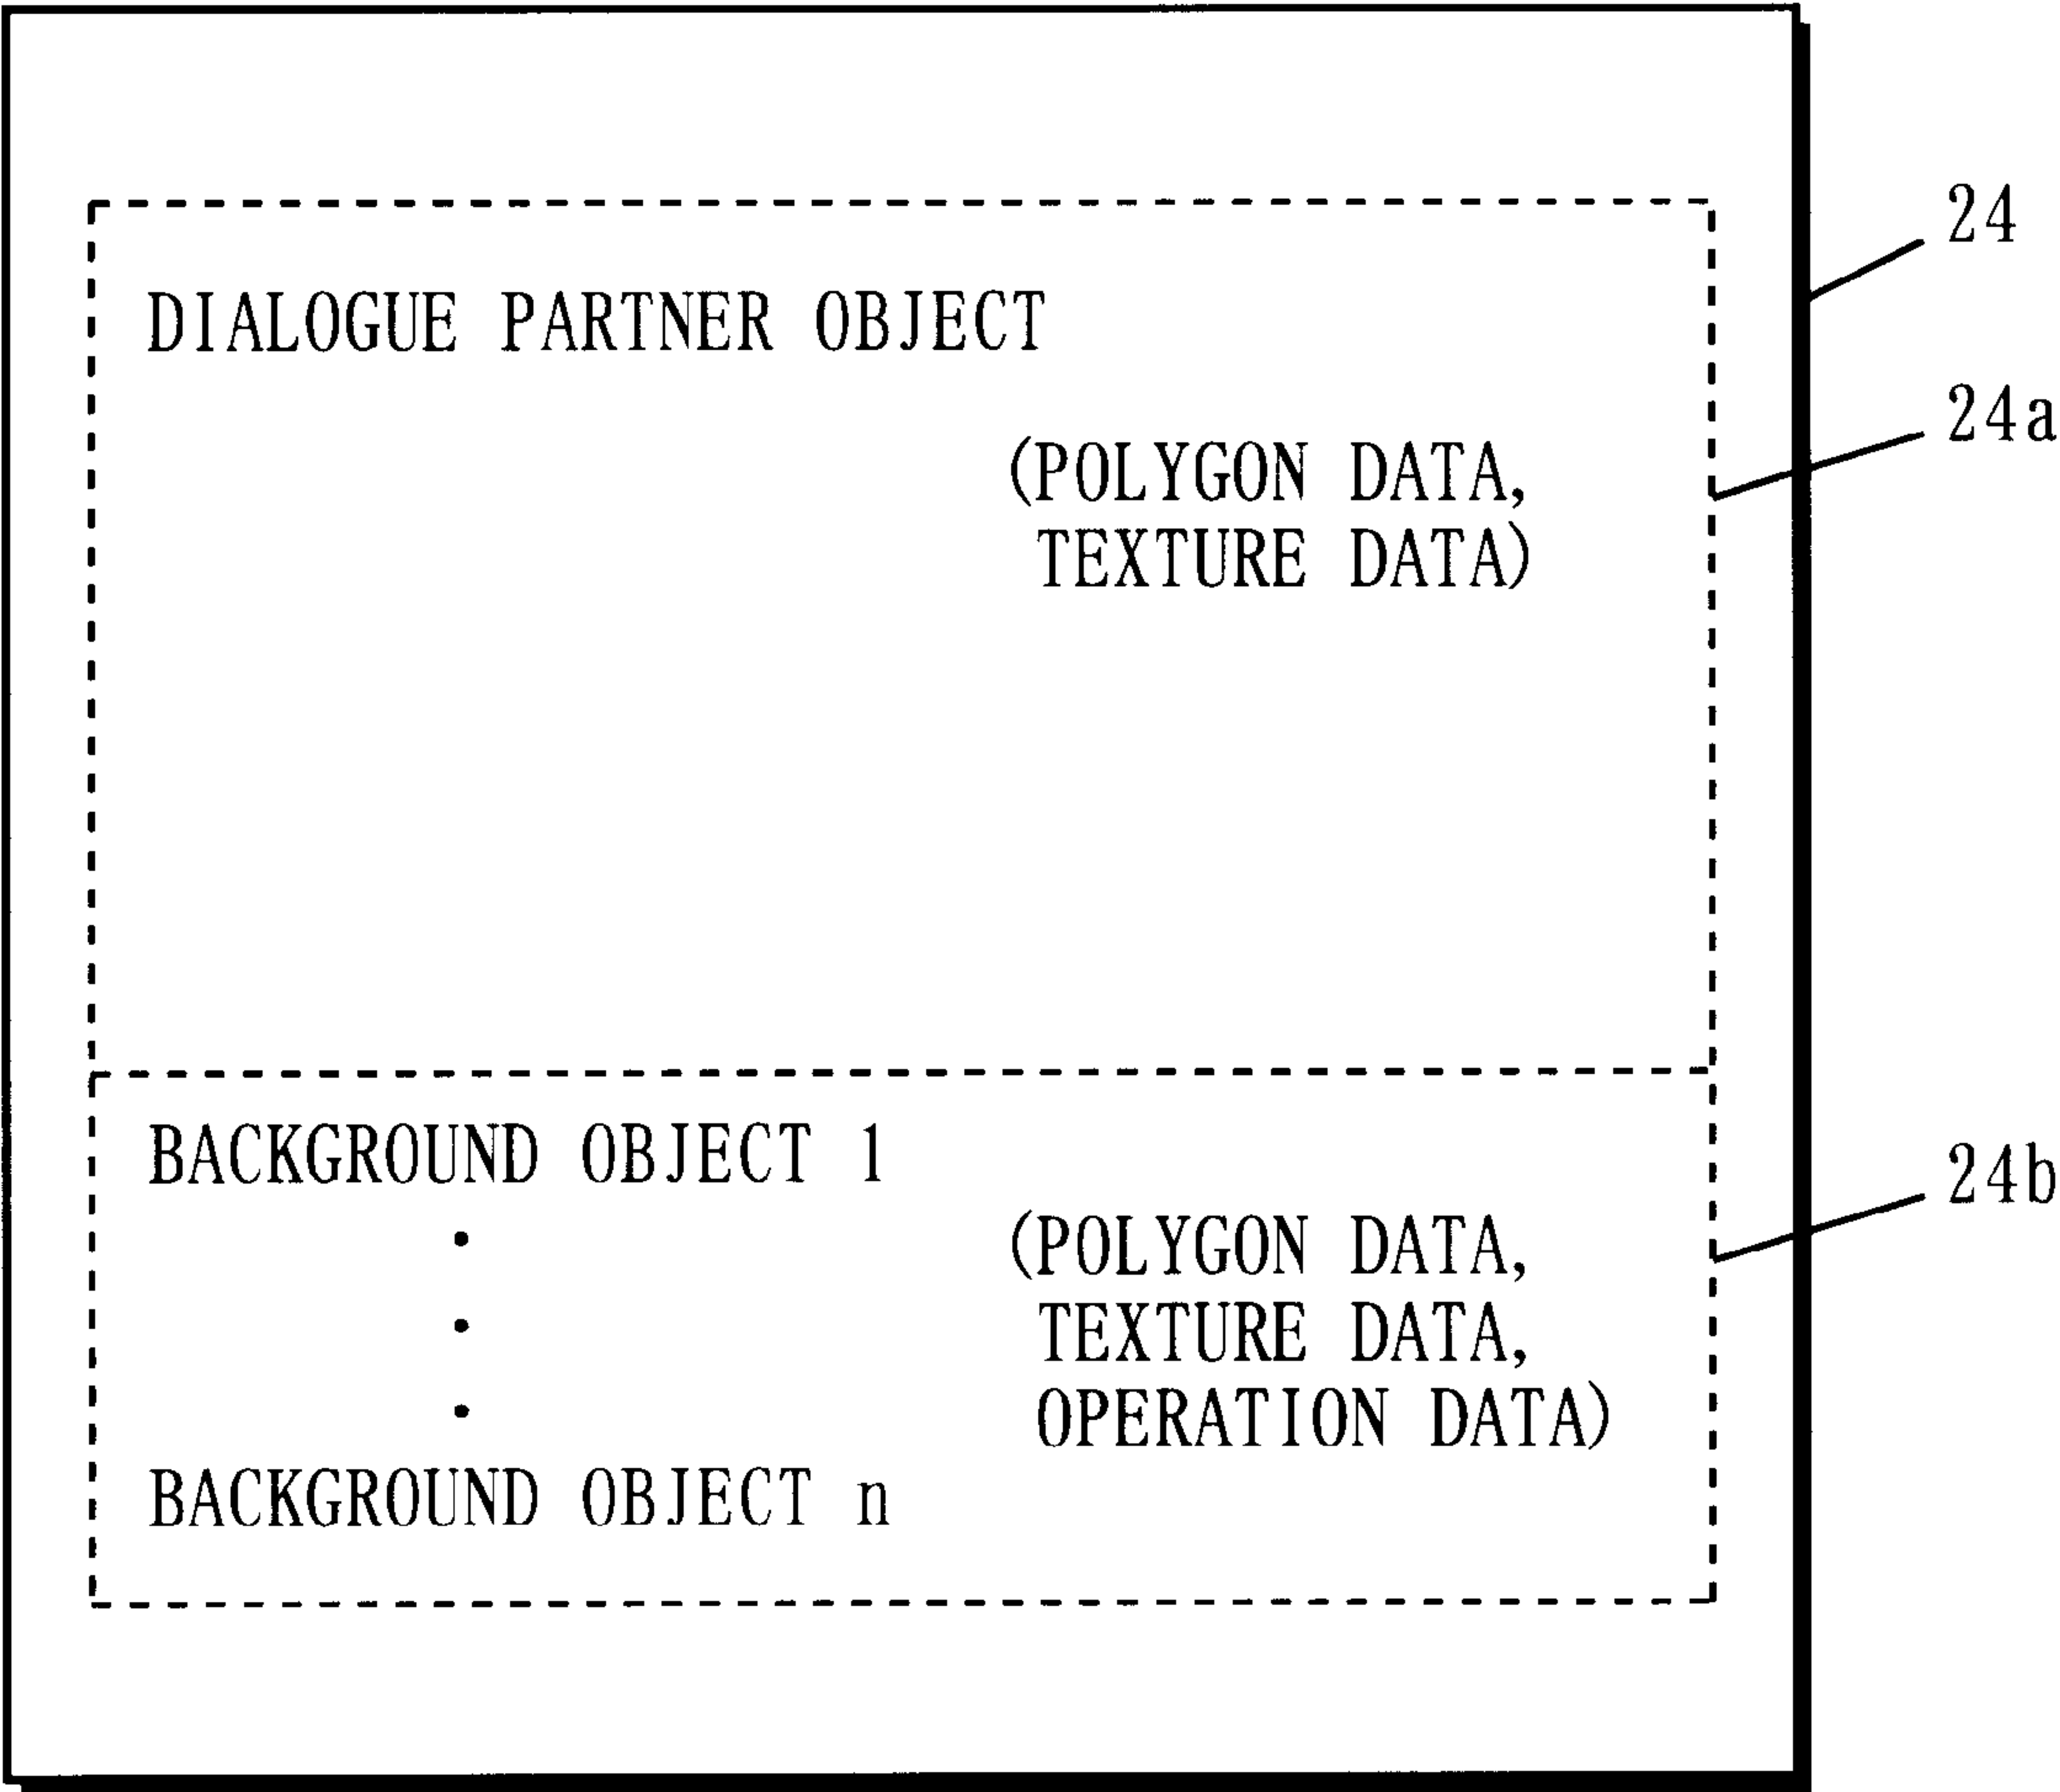 24
DIALOGUE PARTNER OBJECT
24a
(POLYGON DATA,
TEXTURE DATA)
BACKGROUND OBJECT 1
24b
(POLYGON DATA,
TEXTURE DATA,
OPERATION DATA)
BACKGROUND OBJECT n